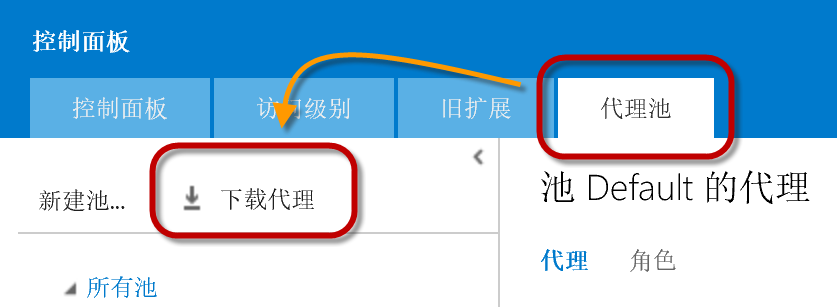 控制面板
控制面板 访问级别 旧扩展 代理池
新建池... 下载代理
所有池
池 Default 的代理
代理 角色